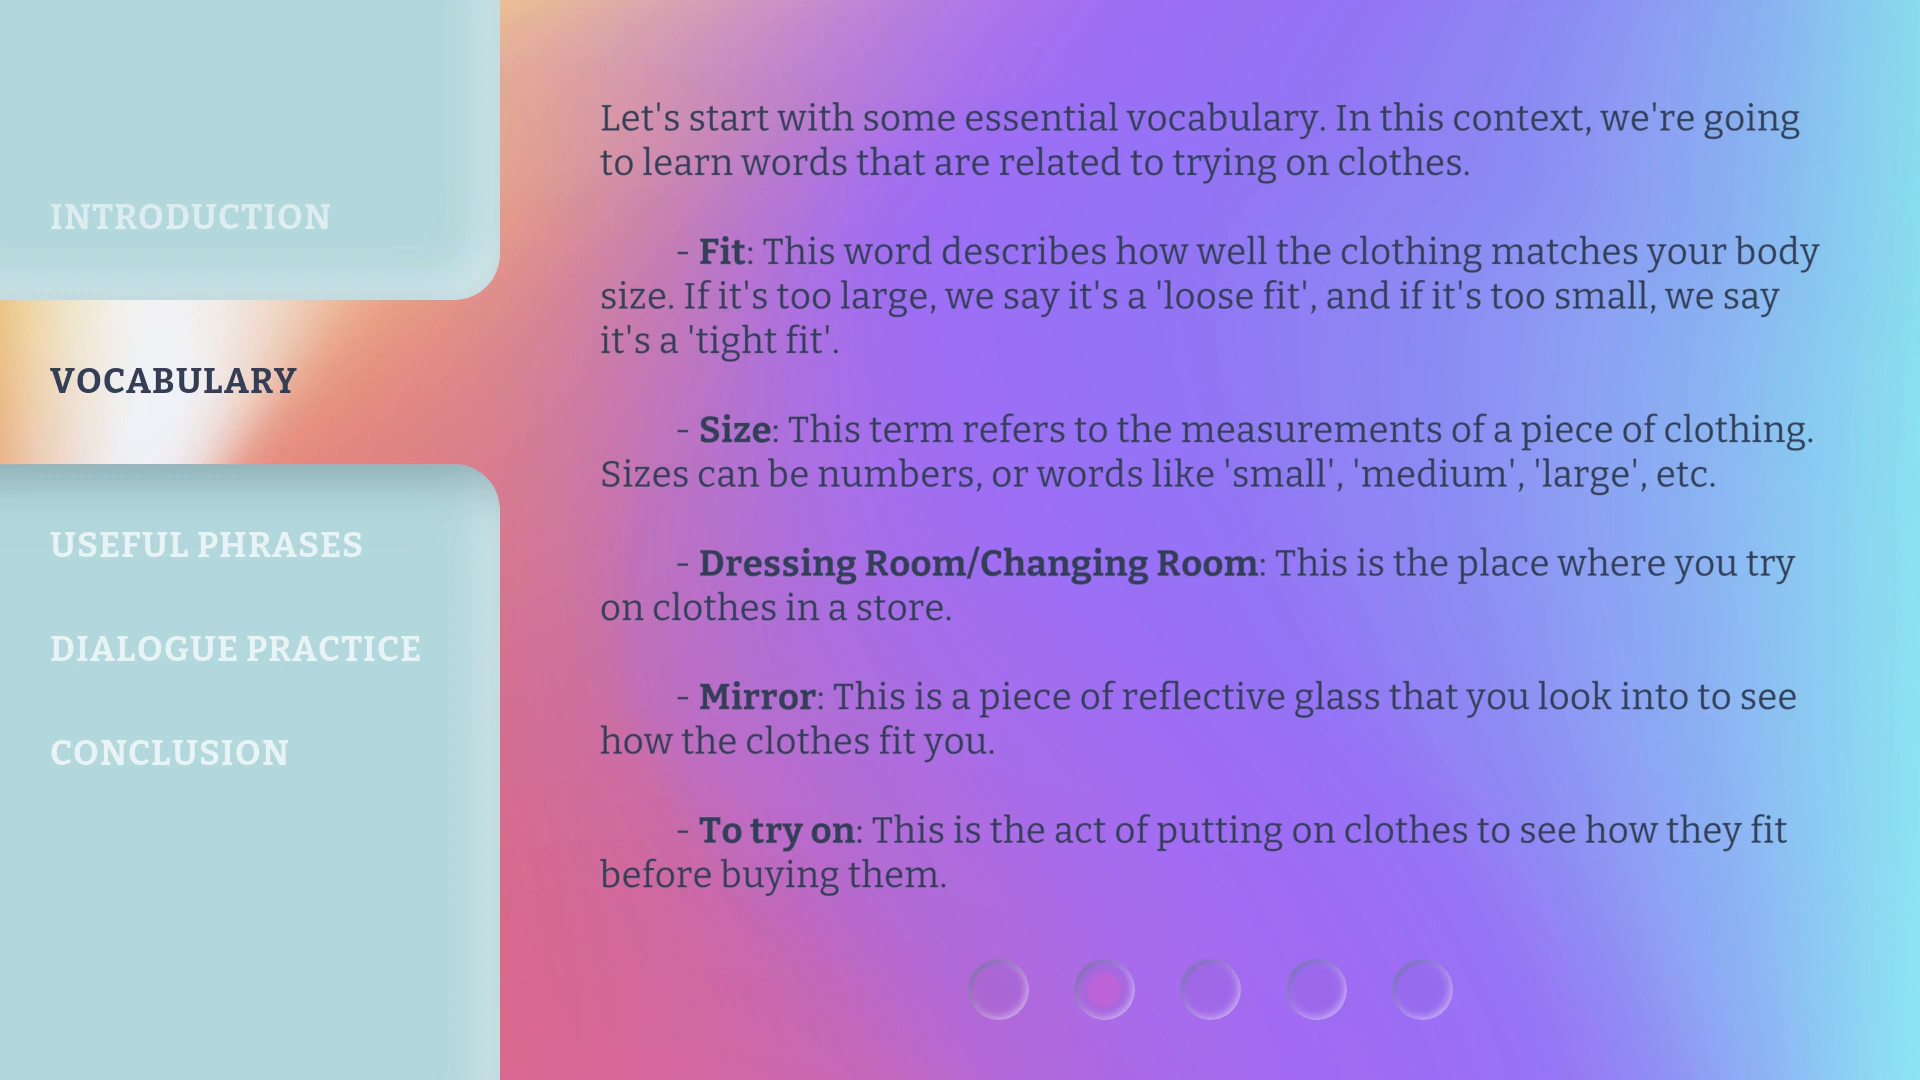 INTRODUCTION
VOCABULARY
USEFUL PHRASES
DIALOGUE PRACTICE
CONCLUSION
Let's start with some essential vocabulary. In this context, we're going
to learn words that are related to trying on clothes.
- Fit: This word describes how well the clothing matches your body
size. If it's too large, we say it's a 'loose fit', and if it's too small, we say
it's a 'tight fit'.
- Size: This term refers to the measurements of a piece of clothing.
Sizes can be numbers, or words like 'small', 'medium', 'large', etc.
- Dressing Room/Changing Room: This is the place where you try
on clothes in a store.
- Mirror: This is a piece of reflective glass that you look into to see
how the clothes fit you.
- To try on: This is the act of putting on clothes to see how they fit
before buying them.